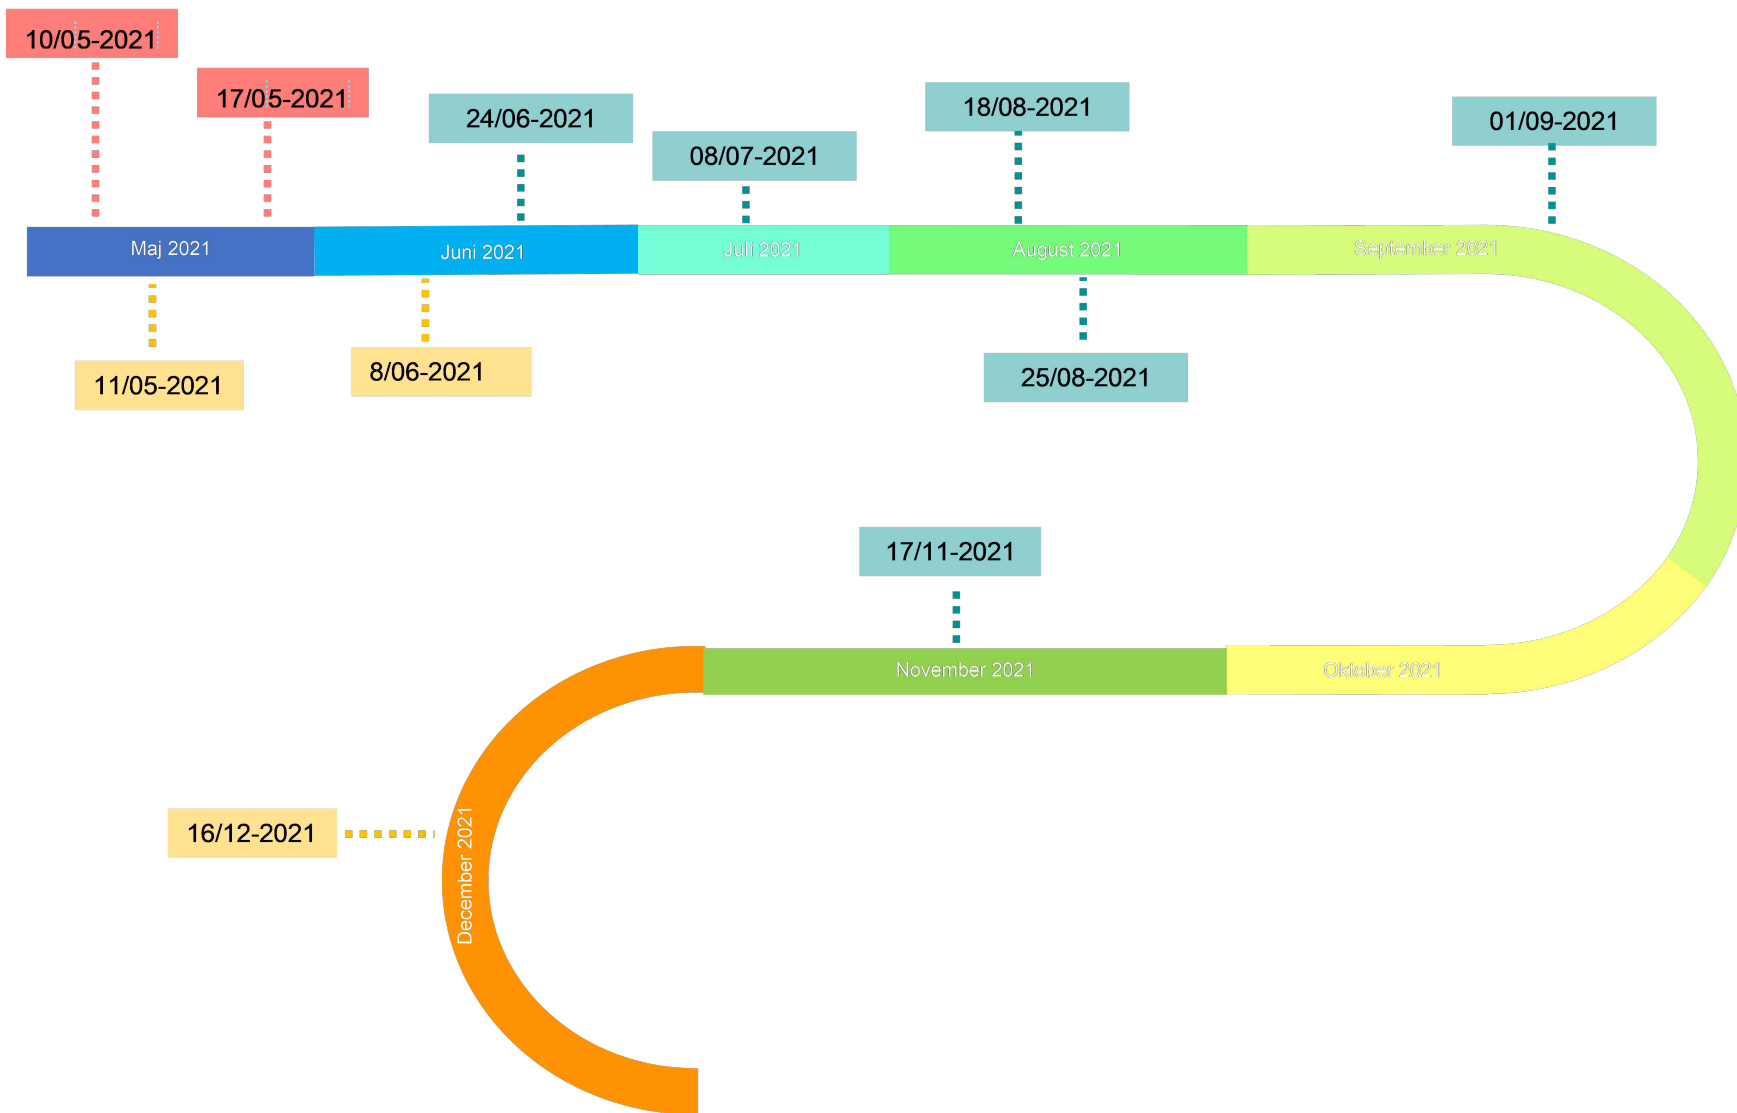 10/05-2021
17/05-2021
24/06-2021
08/07-2021
18/08-2021
01/09-2021
Maj 2021
Juni 2021
Juli 2021
August 2021
September 2021
11/05-2021
8/06-2021
25/08-2021
17/11-2021
November 2021
Oktober 2021
16/12-2021
December 2021